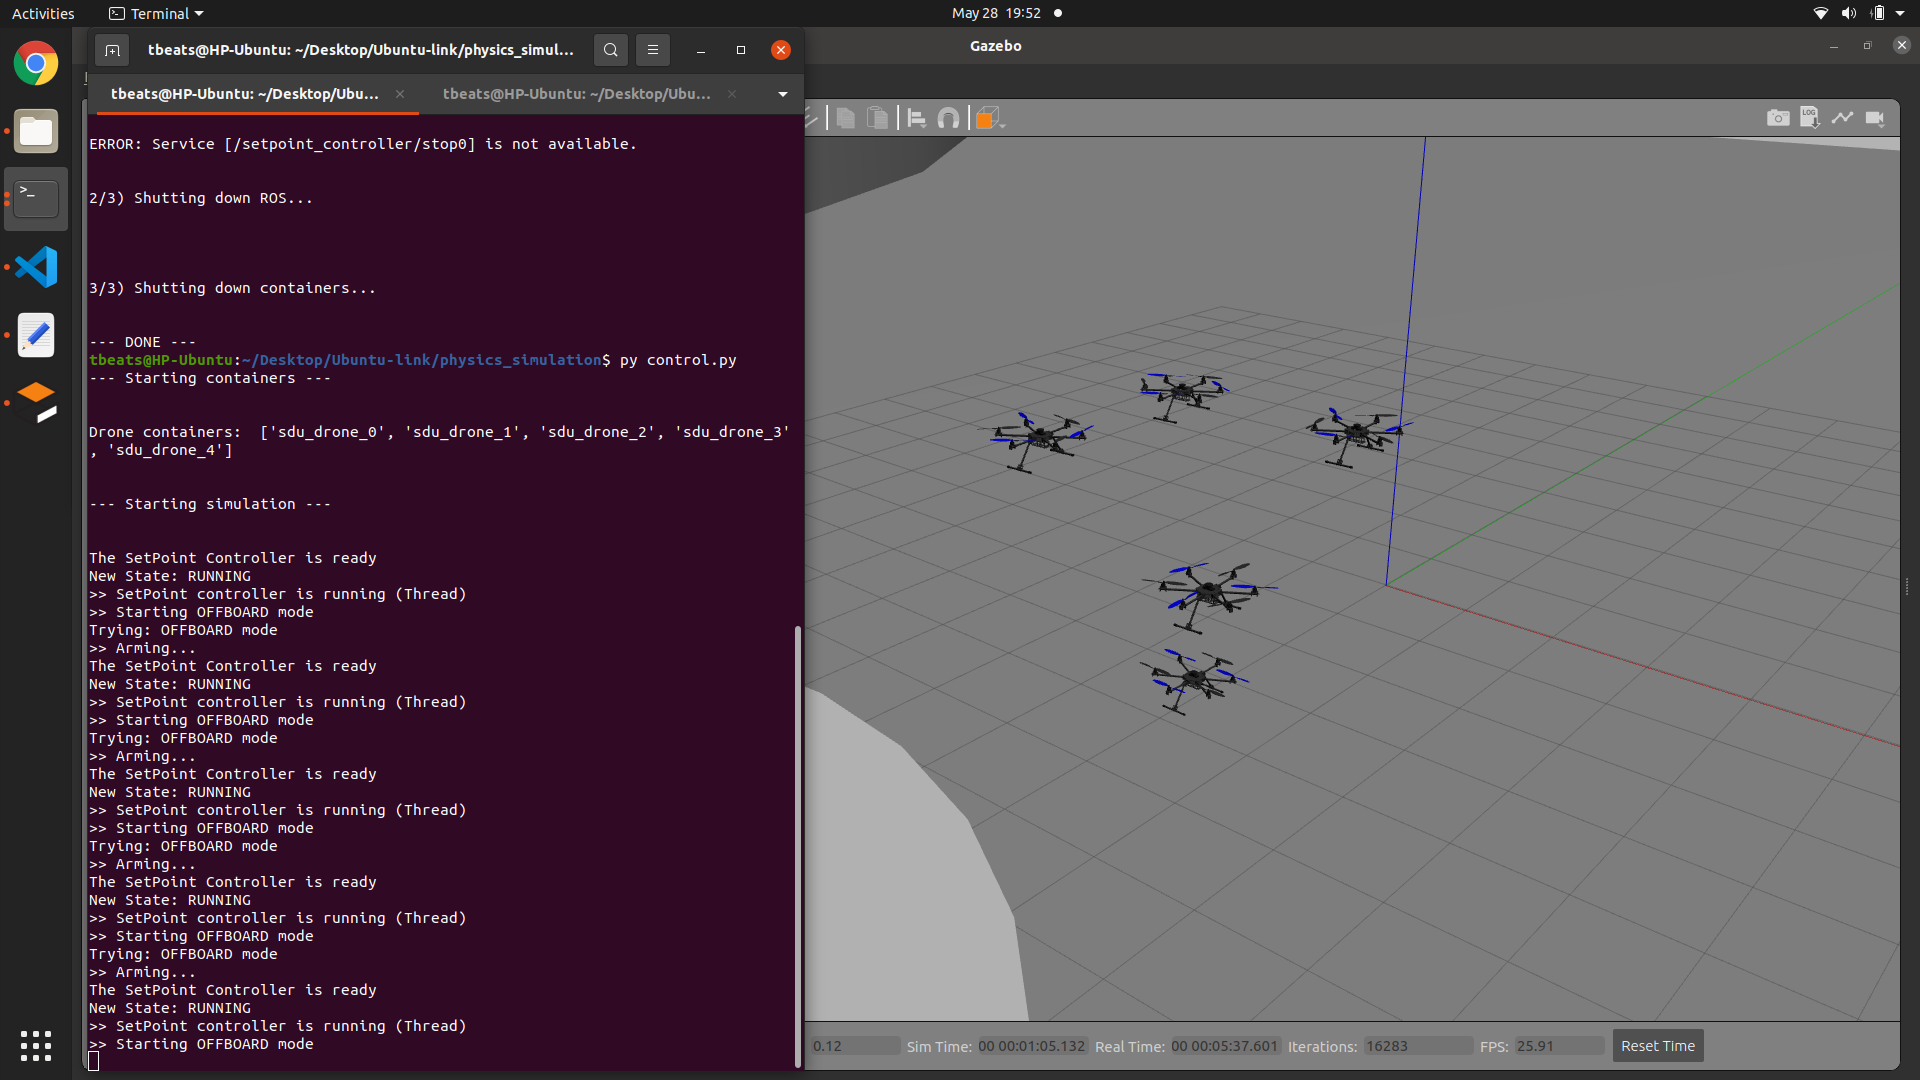 Activities
Terminal
May 28 19:52
tbeats@HP-Ubuntu: ~/Desktop/Ubuntu-link/physics_simul...
Gazebo
tbeats@HP-Ubuntu: ~/Desktop/Ubu...
tbeats@HP-Ubuntu: ~/Desktop/Ubu...
LOG
ERROR: Service [/setpoint_controller/stop0] is not available.
2/3) Shutting down ROS...
3/3) Shutting down containers...
--- DONE ---
tbeats@HP-Ubuntu:~/Desktop/Ubuntu-link/physics_simulation$ py control.py
--- Starting containers ---
Drone containers:  ['sdu_drone_0', 'sdu_drone_1', 'sdu_drone_2', 'sdu_drone_3'
, 'sdu_drone_4']
--- Starting simulation ---
The SetPoint Controller is ready
New State: RUNNING
>> SetPoint controller is running (Thread)
>> Starting OFFBOARD mode
Trying: OFFBOARD mode
>> Arming...
The SetPoint Controller is ready
New State: RUNNING
>> SetPoint controller is running (Thread)
>> Starting OFFBOARD mode
Trying: OFFBOARD mode
>> Arming...
The SetPoint Controller is ready
New State: RUNNING
>> SetPoint controller is running (Thread)
>> Starting OFFBOARD mode
Trying: OFFBOARD mode
>> Arming...
The SetPoint Controller is ready
New State: RUNNING
>> SetPoint controller is running (Thread)
>> Starting OFFBOARD mode
Trying: OFFBOARD mode
>> Arming...
The SetPoint Controller is ready
New State: RUNNING
>> SetPoint controller is running (Thread)
>> Starting OFFBOARD mode
0.12 Sim Time: 00 00:01:05.132 Real Time: 00 00:05:37.601 Iterations: 16283 FPS: 25.91 Reset Time